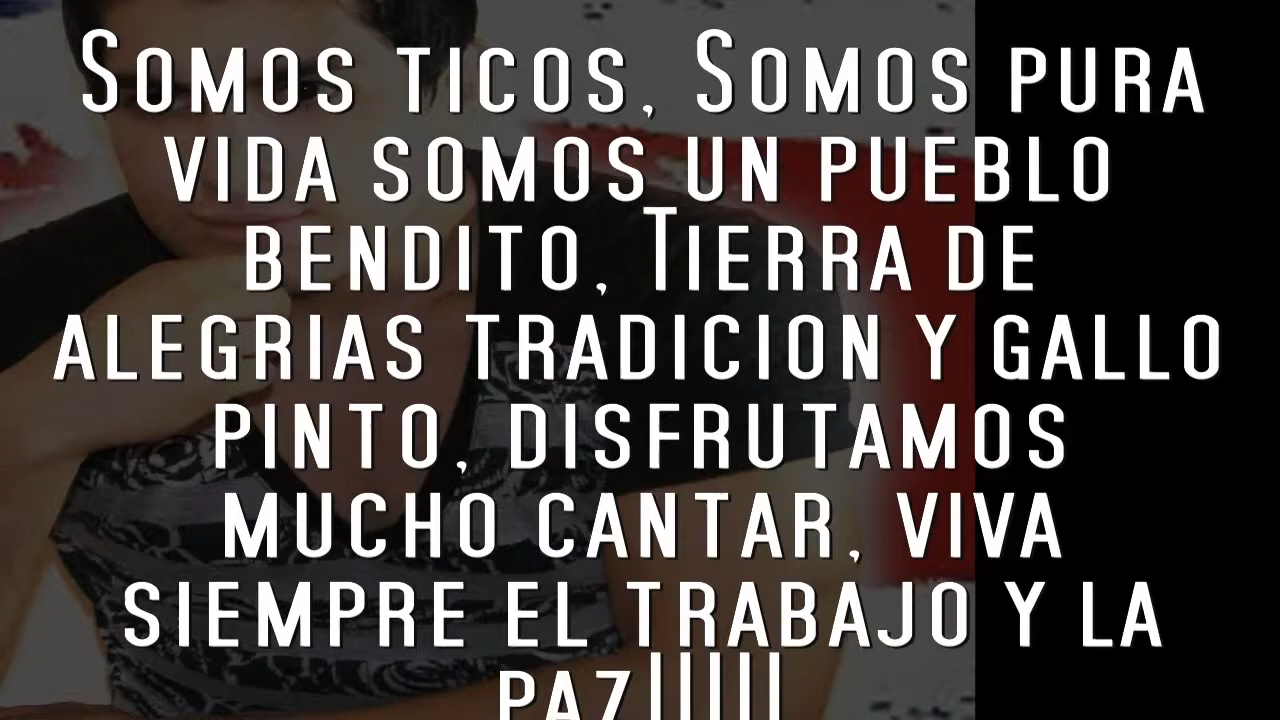 Somos ticos, Somos pura
vida somos un pueblo
bendito, Tierra de
alegrias tradicion y gallo
pinto, disfrutamos
mucho cantar, viva
siempre el trabajo y la
paz!!!!!